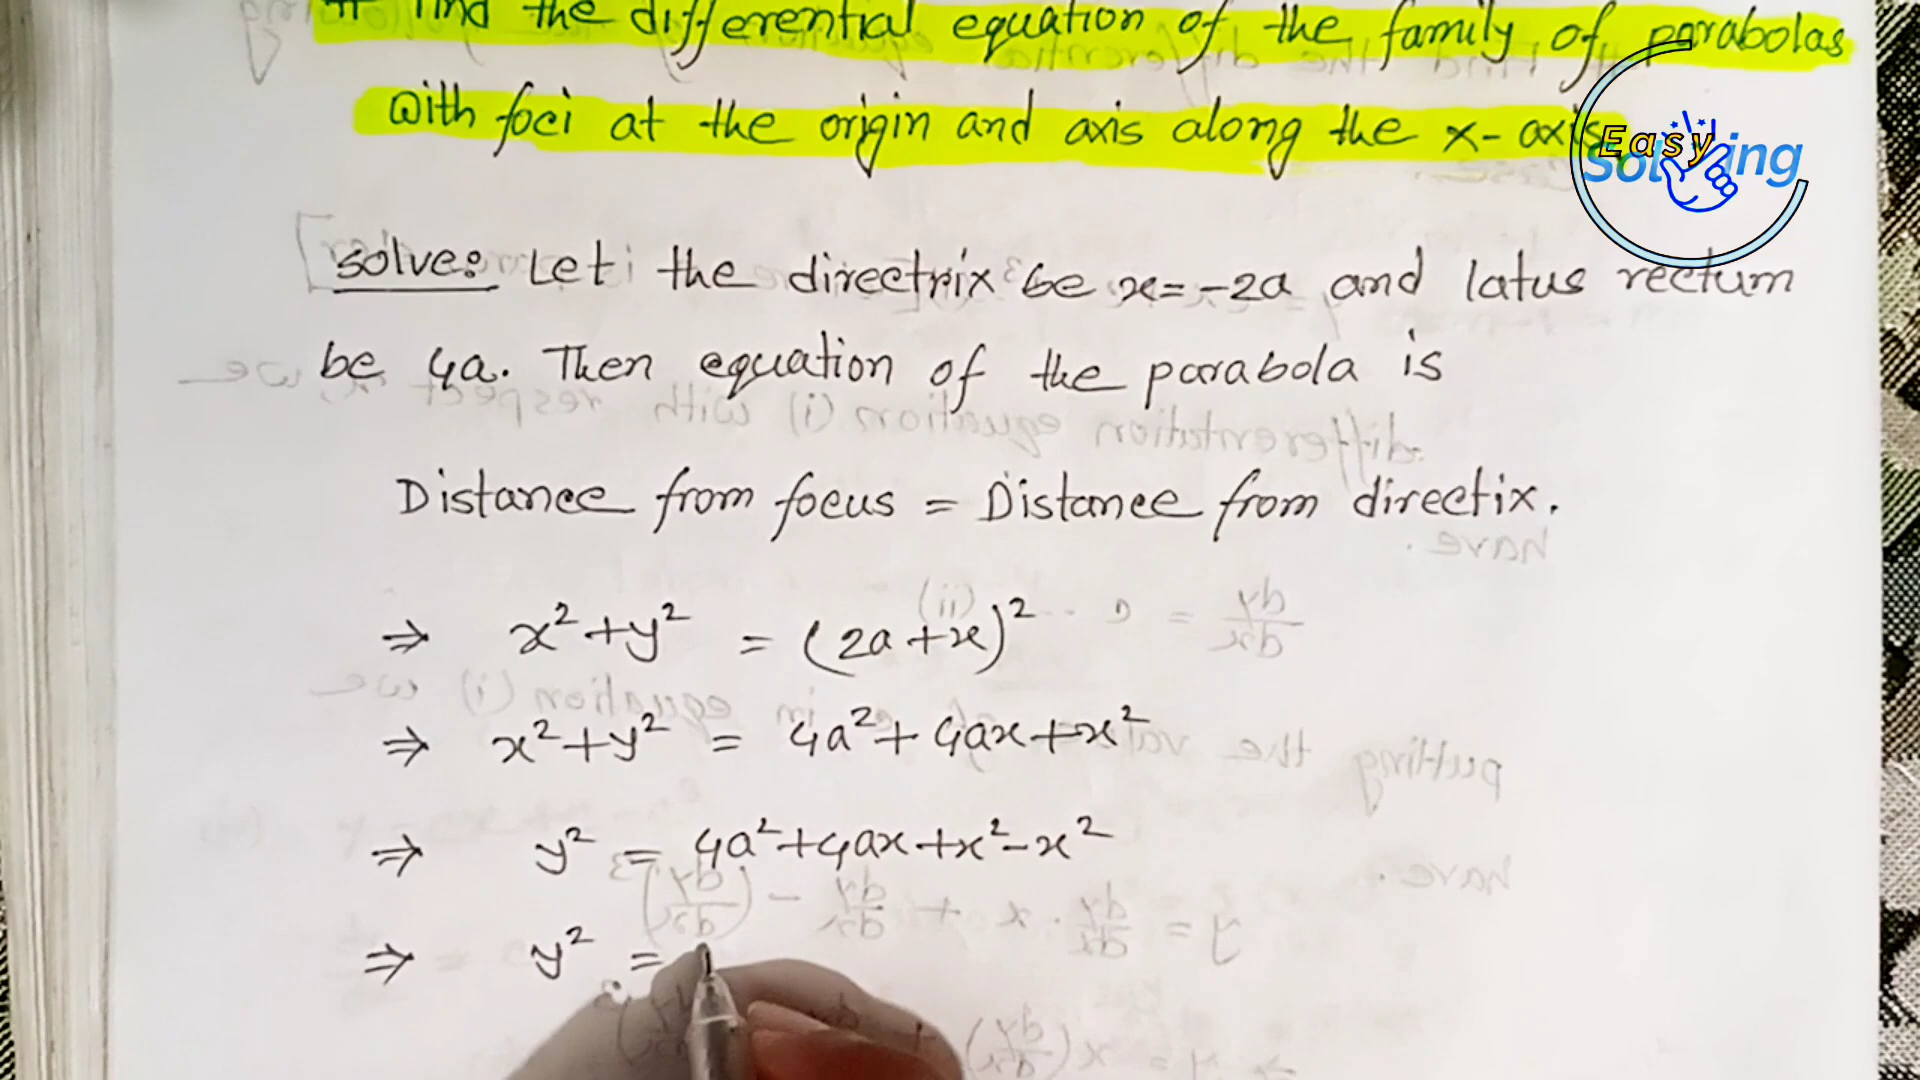 # Find the differential equation of the family of parabolas
with foci at the origin and axis along the x-axis.
Easy
Solving
Solve: Let the directrix be x = -2a and latus rectum
be 4a. Then equation of the parabola is
Distance from focus = Distance from directix.
⇒ x² + y² = (2a + x)²
⇒ x² + y² = 4a² + 4ax + x²
⇒ y² = 4a² + 4ax + x² - x²
⇒ y² =